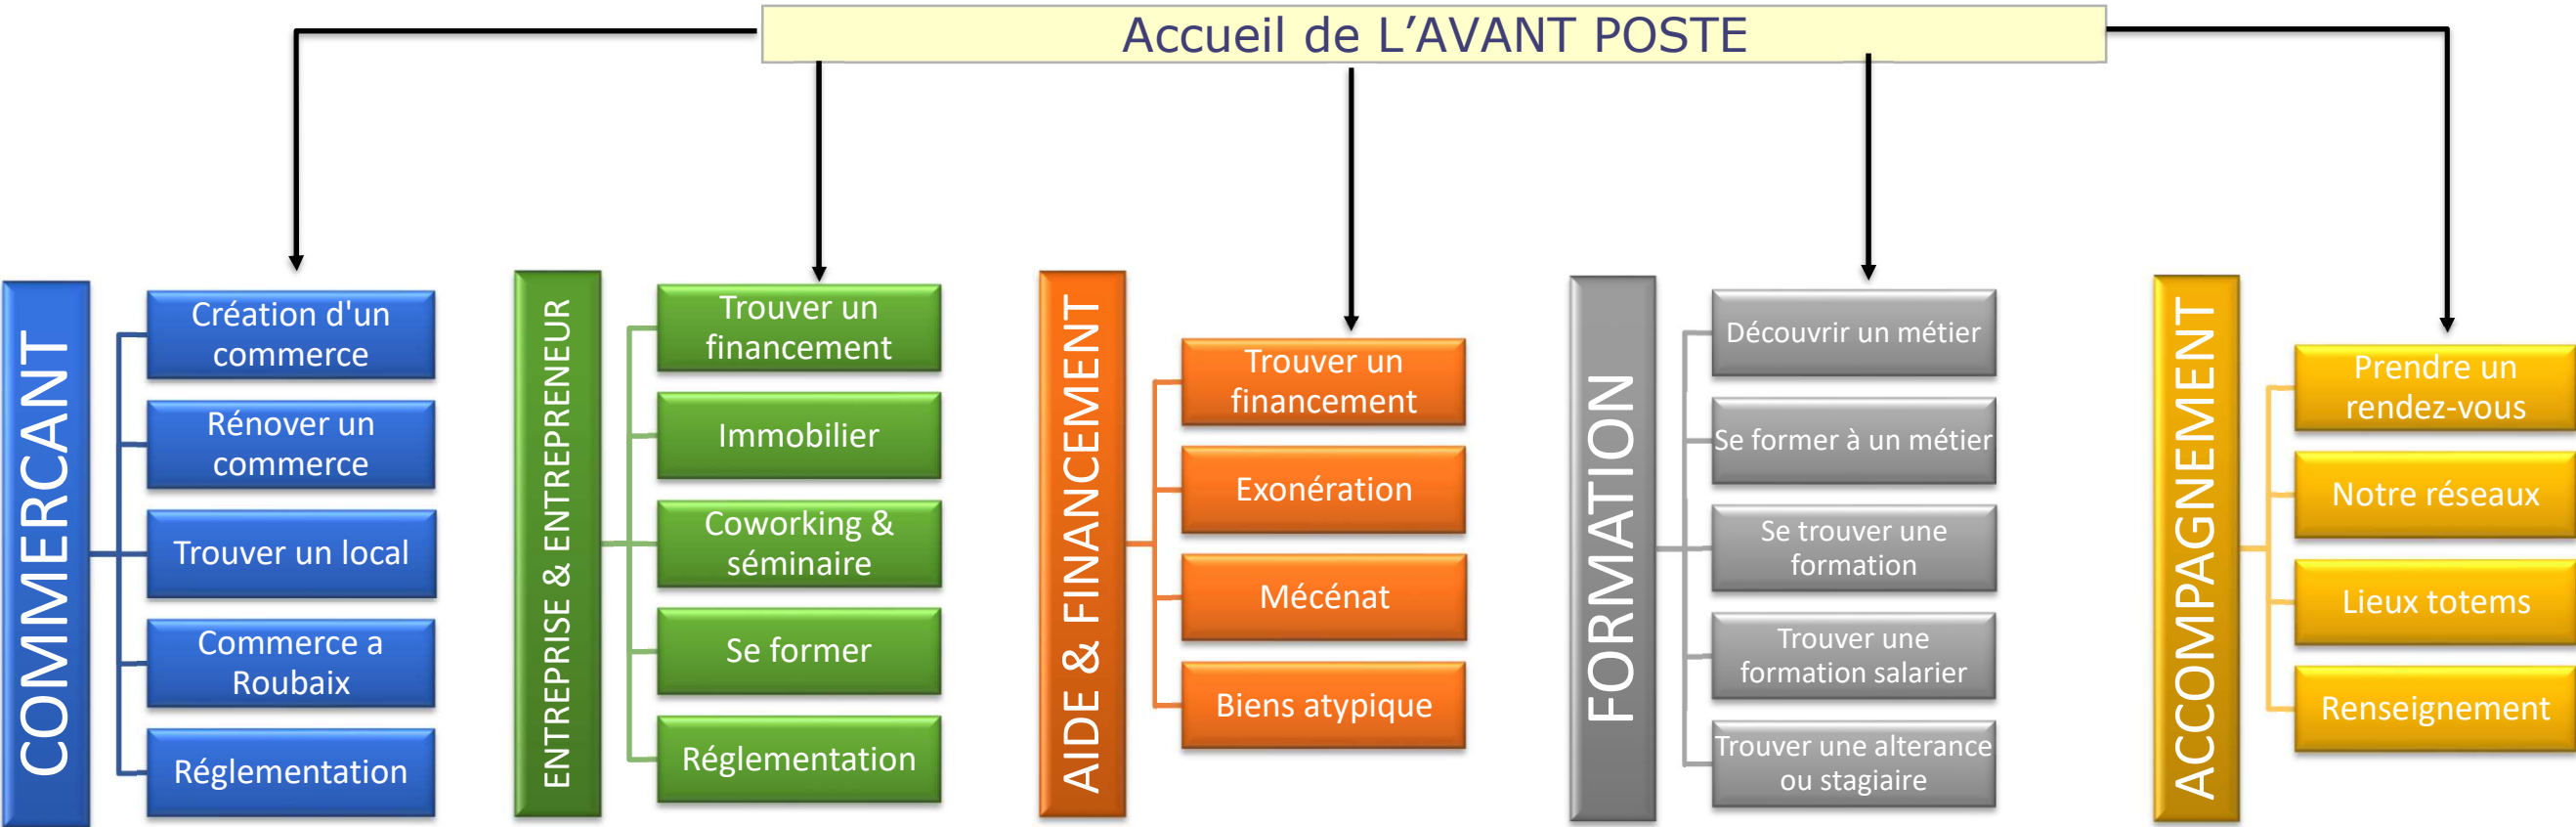 Accueil de L’AVANT POSTE
COMMERCANT
Création d'un
commerce
Rénover un
commerce
Trouver un local
Commerce a
Roubaix
Réglementation
ENTREPRISE & ENTREPRENEUR
Trouver un
financement
Immobilier
Coworking &
séminaire
Se former
Réglementation
AIDE & FINANCEMENT
Trouver un
financement
Exonération
Mécénat
Biens atypique
FORMATION
Découvrir un métier
Se former à un métier
Se trouver une
formation
Trouver une
formation salarier
Trouver une alterance
ou stagiaire
ACCOMPAGNEMENT
Prendre un
rendez-vous
Notre réseaux
Lieux totems
Renseignement